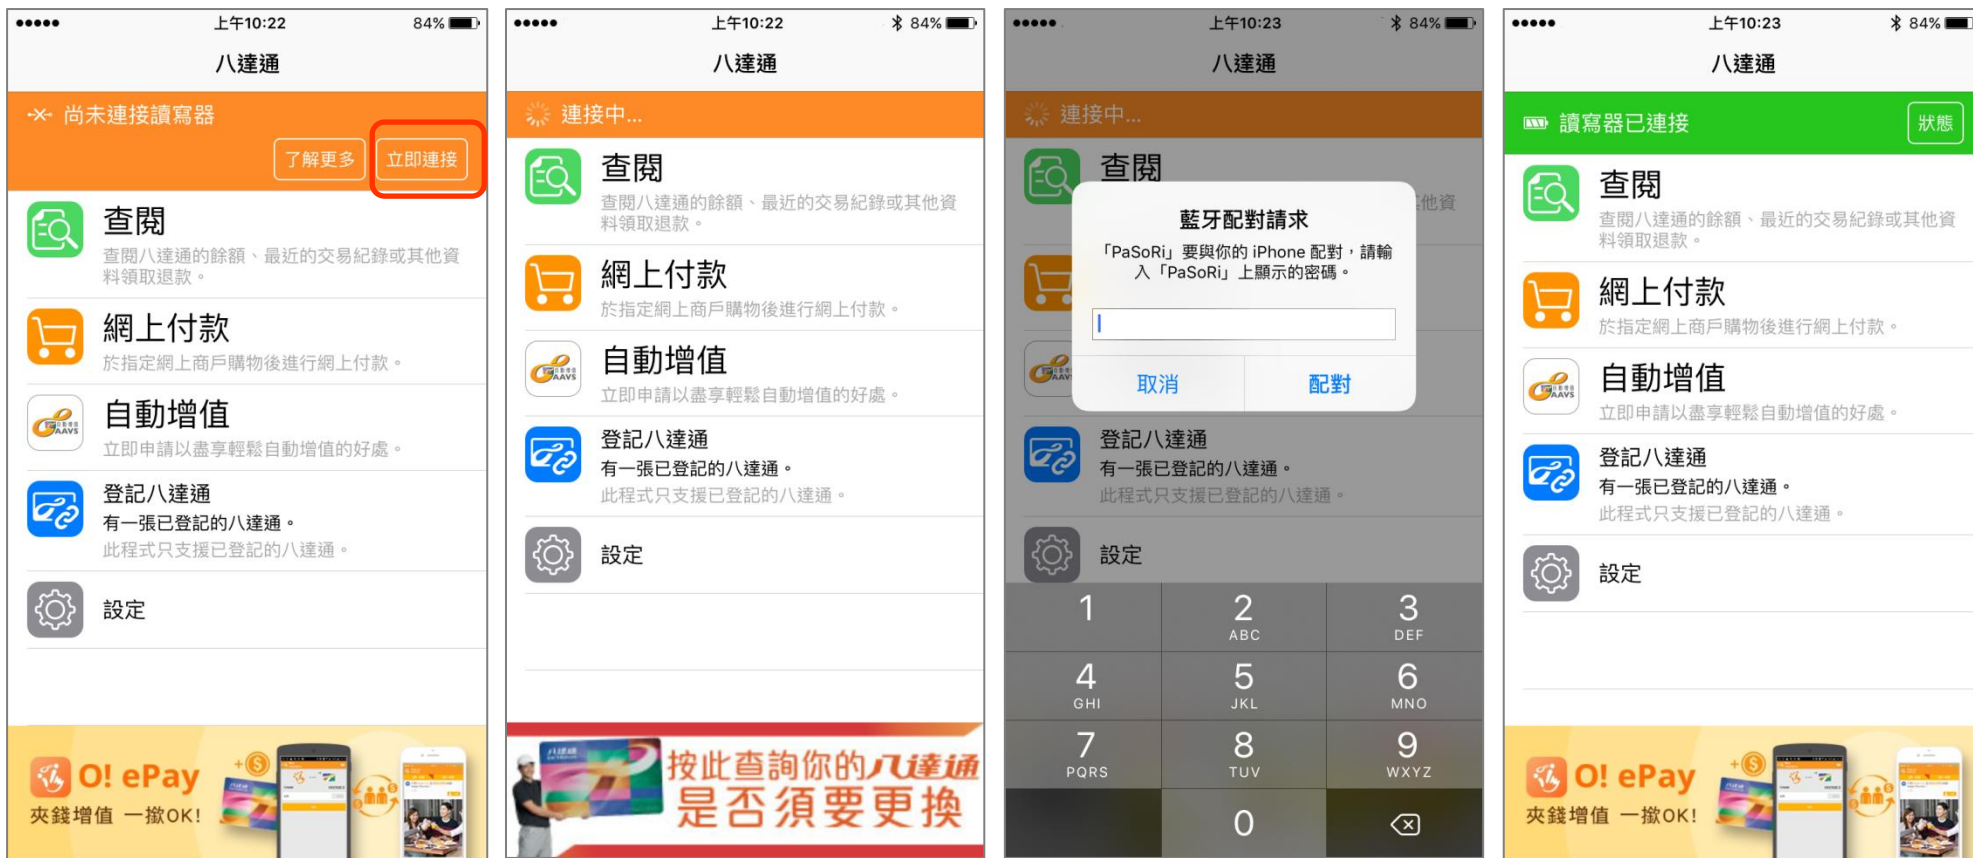 上午10:22
84%
八達通
尚未連接讀寫器
了解更多
立即連接
查閱
查閱八達通的餘額、最近的交易紀錄或其他資
料領取退款。
網上付款
於指定網上商戶購物後進行網上付款。
自動增值
AAVS
自動增值
立即申請以盡享輕鬆自動增值的好處。
登記八達通
有一張已登記的八達通。
此程式只支援已登記的八達通。
設定
O! ePay
夾錢增值 一撳OK!
上午10:22
84%
八達通
連接中...
查閱
查閱八達通的餘額、最近的交易紀錄或其他資
料領取退款。
網上付款
於指定網上商戶購物後進行網上付款。
自動增值
AAVS
自動增值
立即申請以盡享輕鬆自動增值的好處。
登記八達通
有一張已登記的八達通。
此程式只支援已登記的八達通。
設定
八達通
按此查詢你的八達通
是否須要更換
上午10:23
84%
八達通
連接中...
查閱
其他資
藍牙配對請求
「PaSoRi」要與你的 iPhone 配對，請輸
入「PaSoRi」上顯示的密碼。
取消
配對
登記八達通
有一張已登記的八達通。
此程式只支援已登記的八達通。
設定
1
2
ABC
3
DEF
4
GHI
5
JKL
6
MNO
7
PQRS
8
TUV
9
WXYZ
0
上午10:23
84%
八達通
讀寫器已連接
狀態
查閱
查閱八達通的餘額、最近的交易紀錄或其他資
料領取退款。
網上付款
於指定網上商戶購物後進行網上付款。
自動增值
AAVS
自動增值
立即申請以盡享輕鬆自動增值的好處。
登記八達通
有一張已登記的八達通。
此程式只支援已登記的八達通。
設定
O! ePay
夾錢增值 一撳OK!